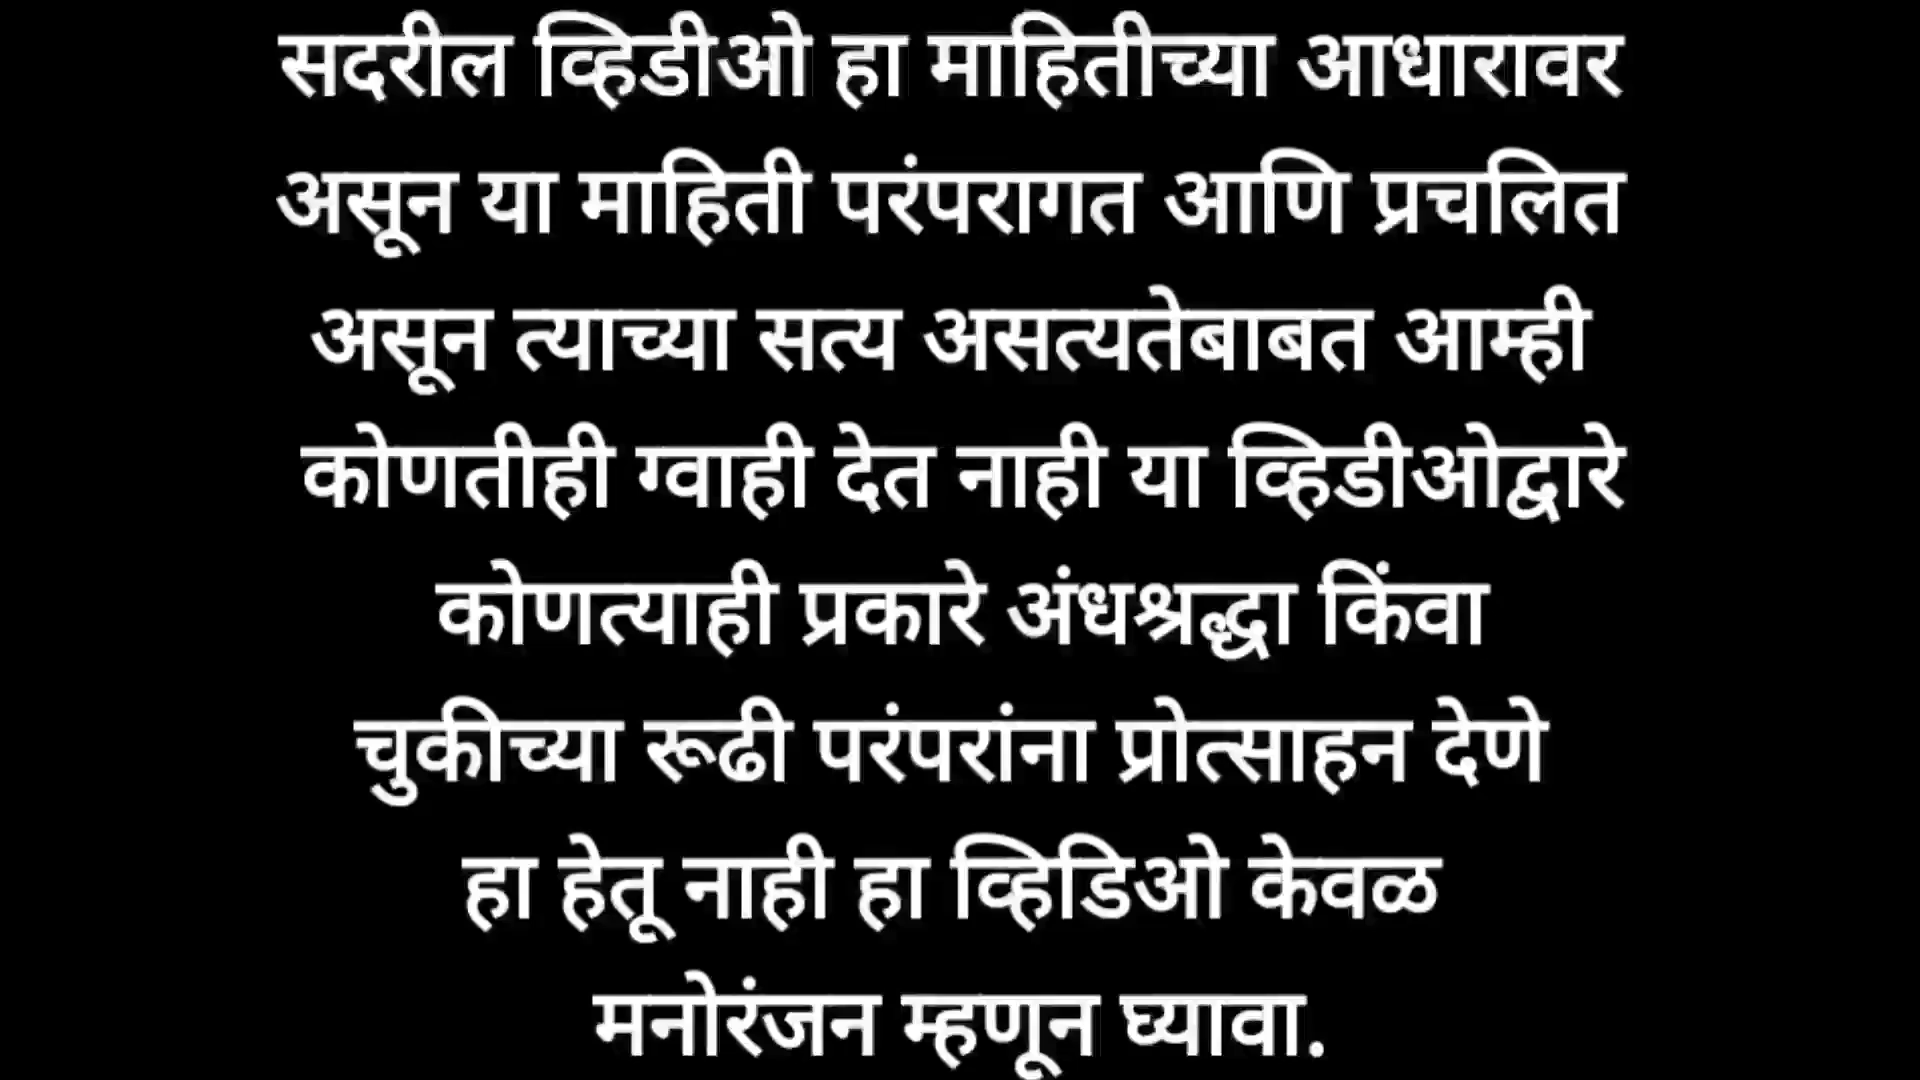 सदरील व्हिडीओ हा माहितीच्या आधारावर
असून या माहिती परंपरागत आणि प्रचलित
असून त्याच्या सत्य असत्यतेबाबत आम्ही
कोणतीही ग्वाही देत नाही या व्हिडीओद्वारे
कोणत्याही प्रकारे अंधश्रद्धा किंवा
चुकीच्या रूढी परंपरांना प्रोत्साहन देणे
हा हेतू नाही हा व्हिडिओ केवळ
मनोरंजन म्हणून घ्यावा.